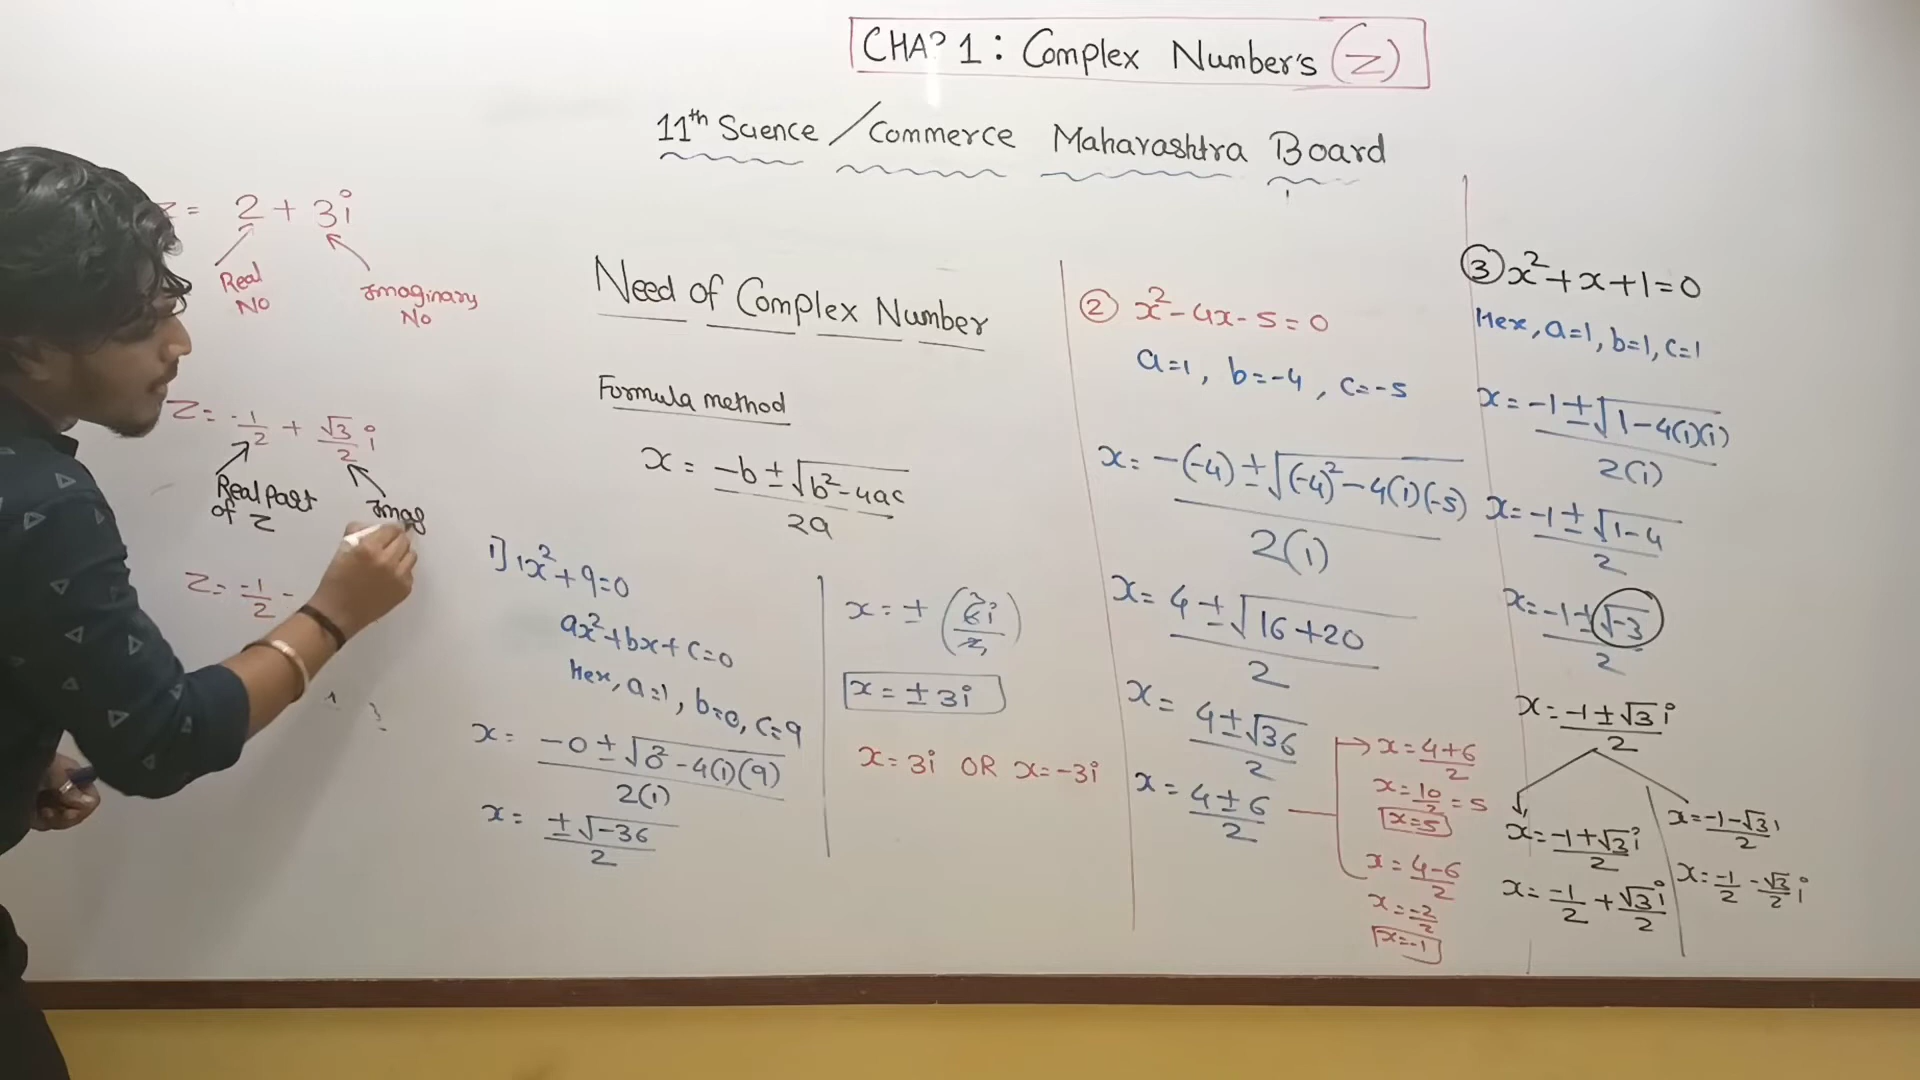 CHAP 1 : Complex Number's (Z)
11th Science / Commerce Maharashtra Board
Z = 2 + 3i
Real No
Imaginary No
Z = -1/2 + √3/2 i
Real Part of Z
Imag
Z = -1/2 -
Need of Complex Number
Formula method
x = (-b ± √(b² - 4ac))/2a
1] 1x² + 9 = 0
ax² + bx + c = 0
Her, a=1, b=0, c=9
x = (-0 ± √(0² - 4(1)(9)))/2(1)
x = ± √-36/2
x = ± (6i/2)
3
x = ± 3i
x = 3i OR x = -3i
② x² - 4x - 5 = 0
a=1, b=-4, c=-5
x = (-(-4) ± √((-4)² - 4(1)(-5)))/2(1)
x = (4 ± √(16+20))/2
x = (4 ± √36)/2
x = (4 ± 6)/2
x = (4+6)/2
x = 10/2 = 5
x = 5
x = (4-6)/2
x = -2/2
x = -1
③ x² + x + 1 = 0
Her, a=1, b=1, c=1
x = (-1 ± √(1 - 4(1)(1)))/2(1)
x = (-1 ± √(1-4))/2
x = (-1 ± √-3)/2
x = (-1 ± √3 i)/2
x = (-1 + √3 i)/2
x = -1/2 + √3 i/2
x = (-1 - √3 i)/2
x = -1/2 - √3/2 i